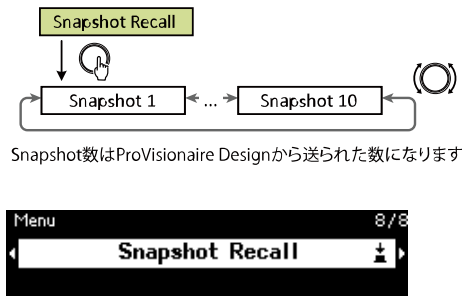 Snapshot Recall
Snapshot 1
...
Snapshot 10
Snapshot数はProVisionaire Designから送られた数になります
Menu 8/8
Snapshot Recall